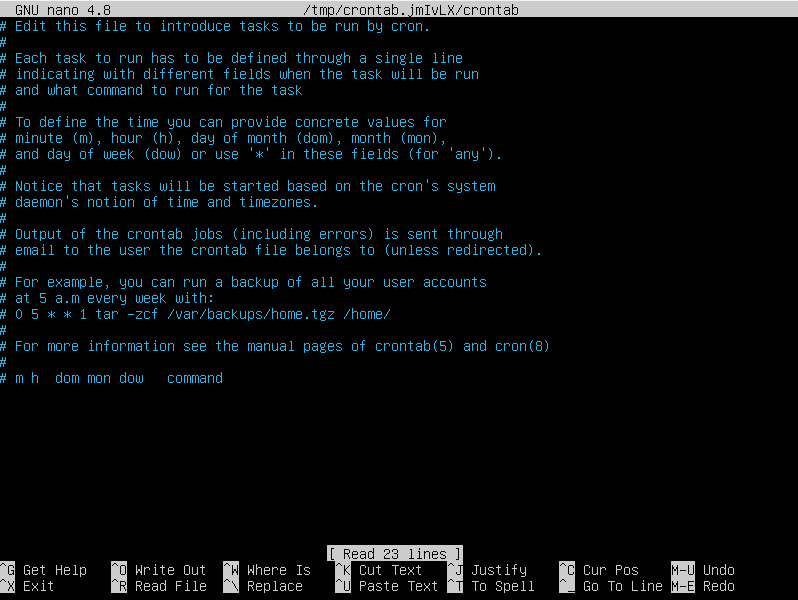 GNU nano 4.8 /tmp/crontab.jmIvLX/crontab
# Edit this file to introduce tasks to be run by cron.
#
# Each task to run has to be defined through a single line
# indicating with different fields when the task will be run
# and what command to run for the task
#
# To define the time you can provide concrete values for
# minute (m), hour (h), day of month (dom), month (mon),
# and day of week (dow) or use '*' in these fields (for 'any').
#
# Notice that tasks will be started based on the cron's system
# daemon's notion of time and timezones.
#
# Output of the crontab jobs (including errors) is sent through
# email to the user the crontab file belongs to (unless redirected).
#
# For example, you can run a backup of all your user accounts
# at 5 a.m every week with:
# 0 5 * * 1 tar -zcf /var/backups/home.tgz /home/
#
# For more information see the manual pages of crontab(5) and cron(8)
#
# m h  dom mon dow   command
[ Read 23 lines ]
^G Get Help ^O Write Out ^W Where Is ^K Cut Text ^J Justify ^C Cur Pos M-U Undo
^X Exit ^R Read File ^\ Replace ^U Paste Text ^T To Spell ^_ Go To Line M-E Redo